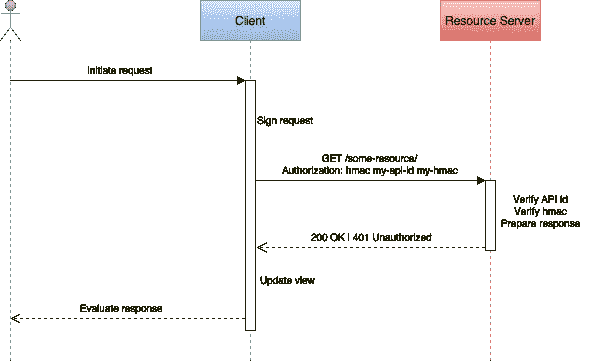 Client
Resource Server
Initiate request
Sign request
GET /some-resource/
Authorization: hmac my-api-id my-hmac
Verify API id
Verify hmac
Prepare response
200 OK | 401 Unauthorized
Update view
Evaluate response